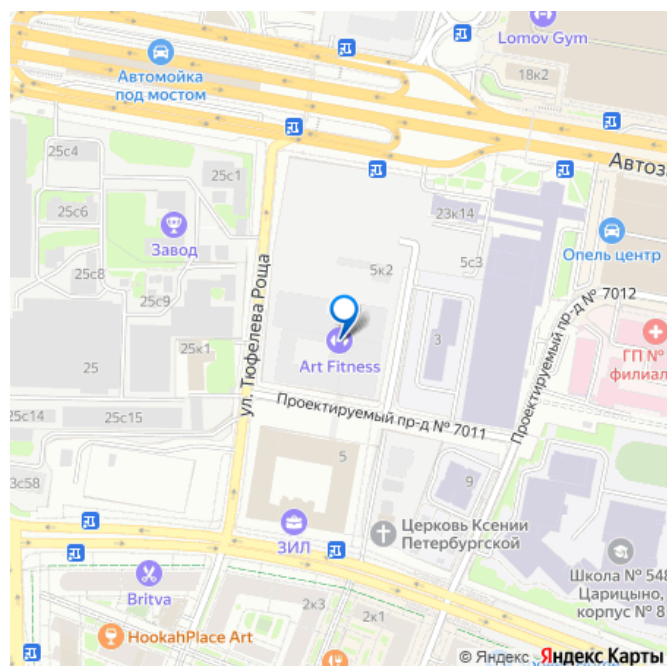 Lomov Gym
Автомойка
под мостом
18к2
25с4
25с1
Автоз
25с6
23к14
Завод
Опель центр
5с3
5к2
25с8
25с9
ул. Тюфелева Роща
Проектируемый пр-д № 7012
3
ГП №
филиал
25к1
Art Fitness
25
Проектируемый пр-д № 7011
25с14
25с15
5
9
3с58
Церковь Ксении
Петербургской
ЗИЛ
Школа № 548
Царицыно,
корпус № 8
Britva
2к3
2к1
HookahPlace Art
© Яндекс Яндекс Карты